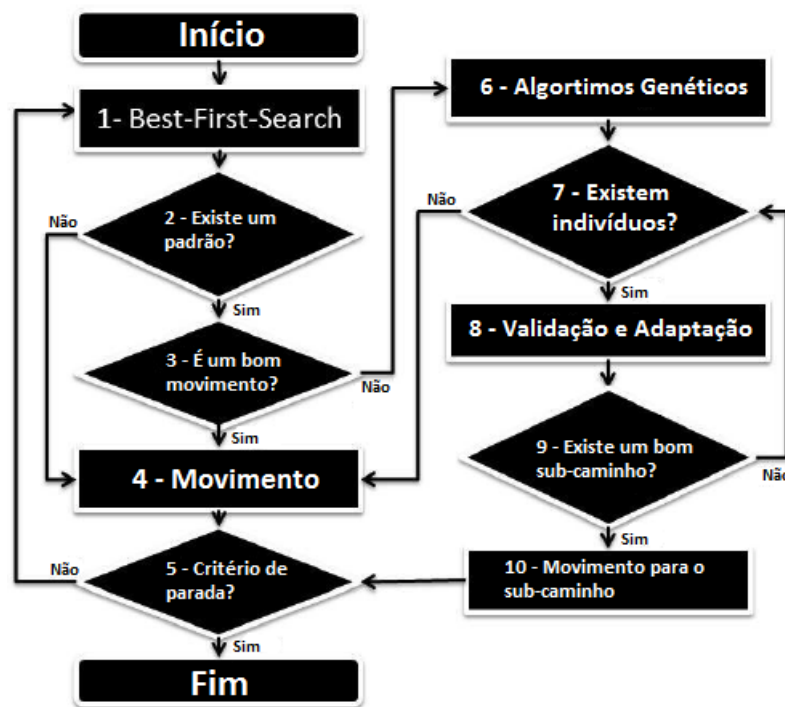 Início
1- Best-First-Search
2 - Existe um
padrão?
Não
Sim
3 - É um bom
movimento?
Não
Sim
4 - Movimento
5 - Critério de
parada?
Não
Sim
Fim
6 - Algortimos Genéticos
7 - Existem
indivíduos?
Não
Sim
8 - Validação e Adaptação
9 - Existe um bom
sub-caminho?
Não
Sim
10 - Movimento para o
sub-caminho